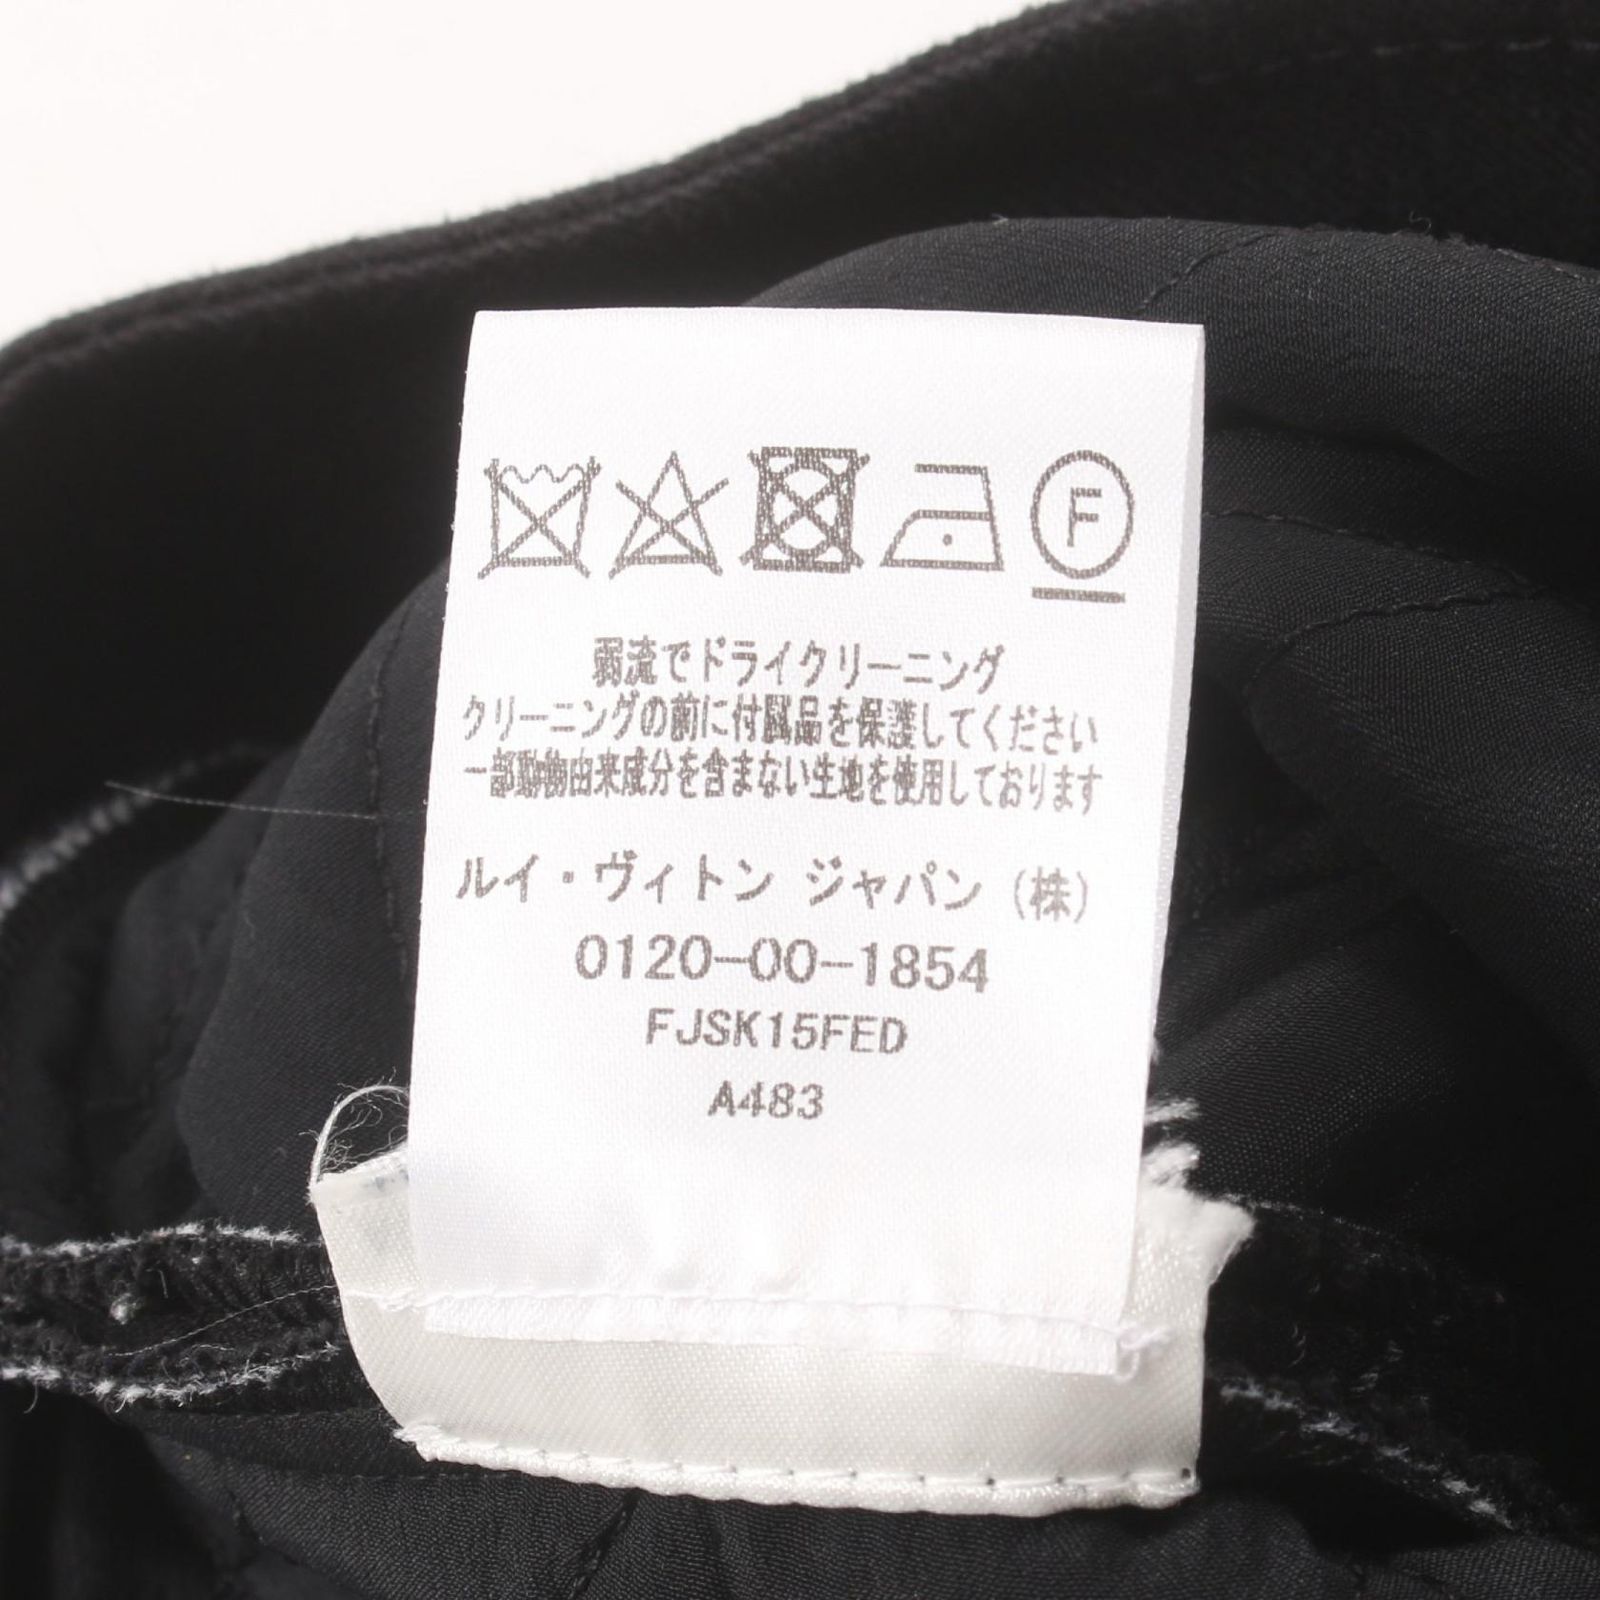 F
弱流でドライクリーニング
クリーニングの前に付属品を保護してください
一部動物由来成分を含まない生地を使用しております
ルイ・ヴィトン ジャパン (株)
0120-00-1854
FJSK15FED
A483